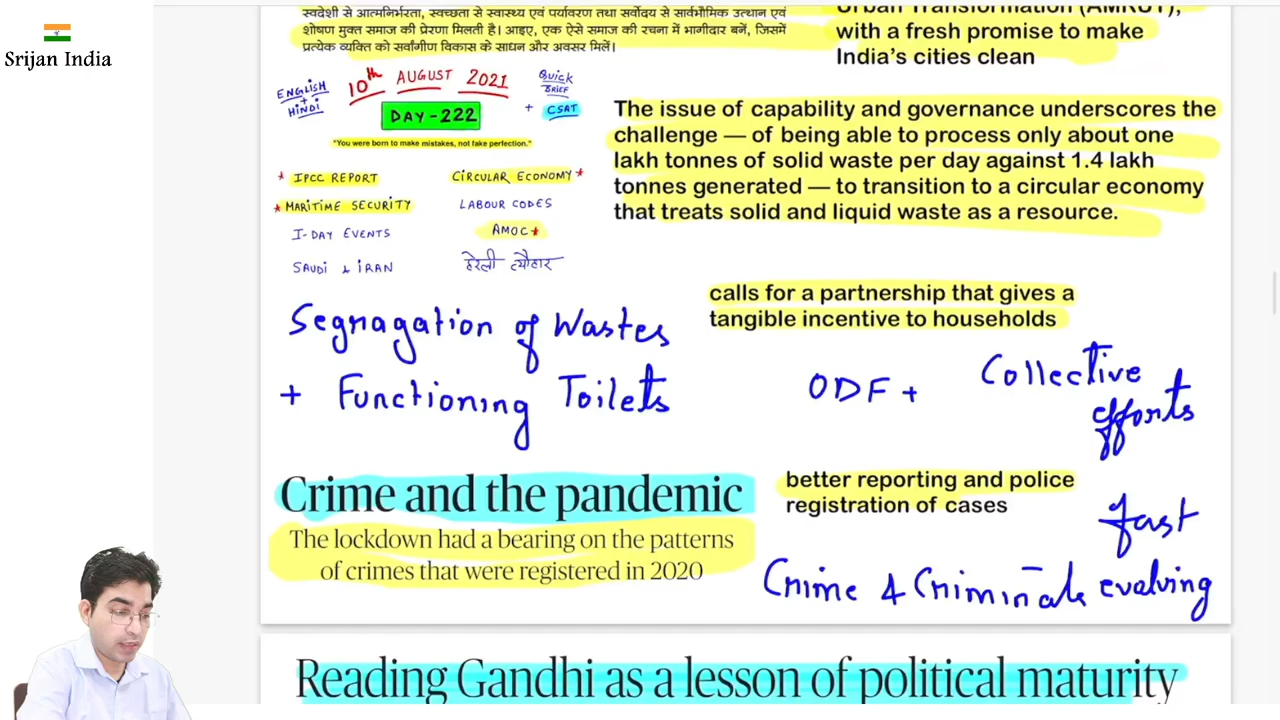 Srijan India
स्वदेशी से आत्मनिर्भरता, स्वच्छता से स्वास्थ्य एवं पर्यावरण तथा सर्वोदय से सार्वभौमिक उत्थान एवं
शोषण मुक्त समाज की प्रेरणा मिलती है। आइए, एक ऐसे समाज की रचना में भागीदार बनें, जिसमें
प्रत्येक व्यक्ति को सर्वांगीण विकास के साधन और अवसर मिलें।
Urban Transformation (AMRUT),
with a fresh promise to make
India's cities clean
ENGLISH
+
HINDI
10th AUGUST 2021
DAY-222
Quick
BRIEF
+ CSAT
"You were born to make mistakes, not fake perfection."
* IPCC REPORT
CIRCULAR ECONOMY *
* MARITIME SECURITY
LABOUR CODES
I-DAY EVENTS
AMOC *
SAUDI & IRAN
हरेली त्यौहार
The issue of capability and governance underscores the
challenge — of being able to process only about one
lakh tonnes of solid waste per day against 1.4 lakh
tonnes generated — to transition to a circular economy
that treats solid and liquid waste as a resource.
calls for a partnership that gives a
tangible incentive to households
Segragation of Wastes
+ Functioning Toilets
ODF +
Collective
efforts
Crime and the pandemic
The lockdown had a bearing on the patterns
of crimes that were registered in 2020
better reporting and police
registration of cases
fast
Crime & Criminals evolving
Reading Gandhi as a lesson of political maturity